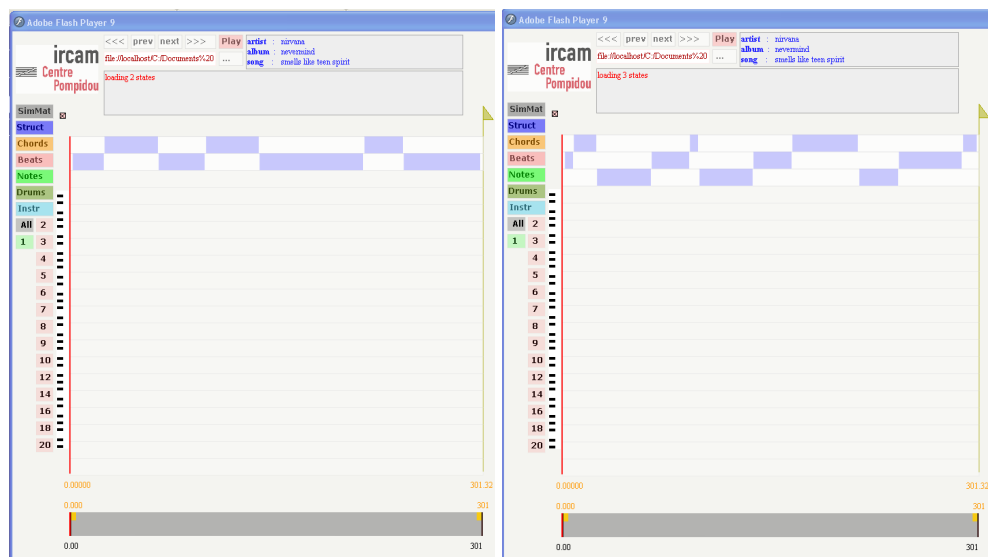 Adobe Flash Player 9
ircam
Centre
Pompidou
<<< prev next >>> Play
file://localhost/C:/Documents%20 ...
artist : nirvana
album : nevermind
song : smells like teen spirit
loading 2 states
SimMat
Struct
Chords
Beats
Notes
Drums
Instr
All 2
1 3
4
5
6
7
8
9
10
12
14
16
18
20
0.00000 301.32
0.000 301
0.00 301
Adobe Flash Player 9
ircam
Centre
Pompidou
<<< prev next >>> Play
file://localhost/C:/Documents%20 ...
artist : nirvana
album : nevermind
song : smells like teen spirit
loading 3 states
SimMat
Struct
Chords
Beats
Notes
Drums
Instr
All 2
1 3
4
5
6
7
8
9
10
12
14
16
18
20
0.00000 301.32
0.000 301
0.00 301